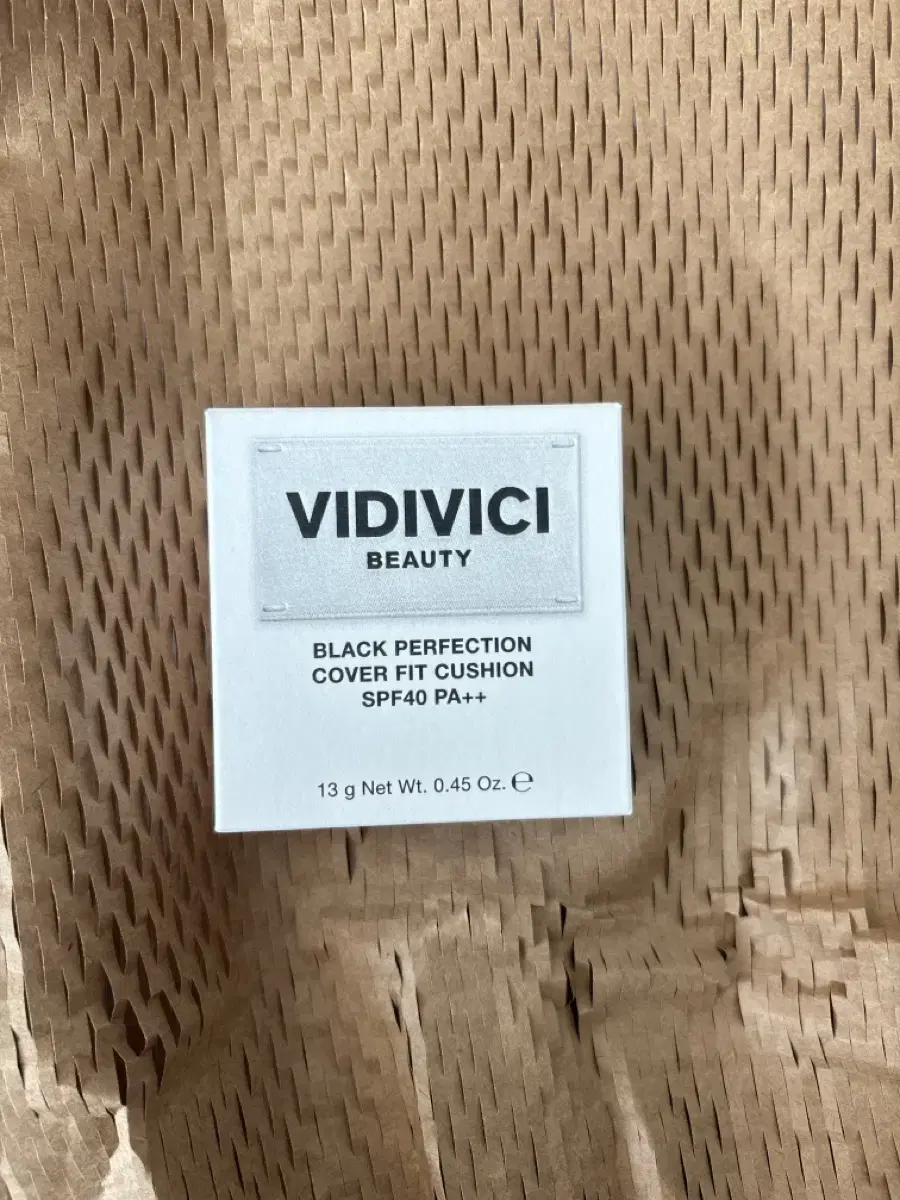 VIDIVICI
BEAUTY
BLACK PERFECTION
COVER FIT CUSHION
SPF40 PA++
13 g Net Wt. 0.45 Oz. ℮